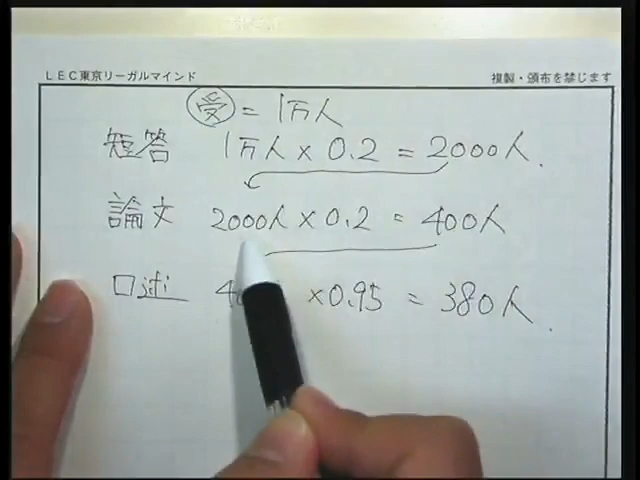 LEC東京リーガルマインド 複製・頒布を禁じます
受 = 1万人
短答 1万人 × 0.2 = 2000人.
論文 2000人 × 0.2 = 400人
口述 × 0.95 = 380人.